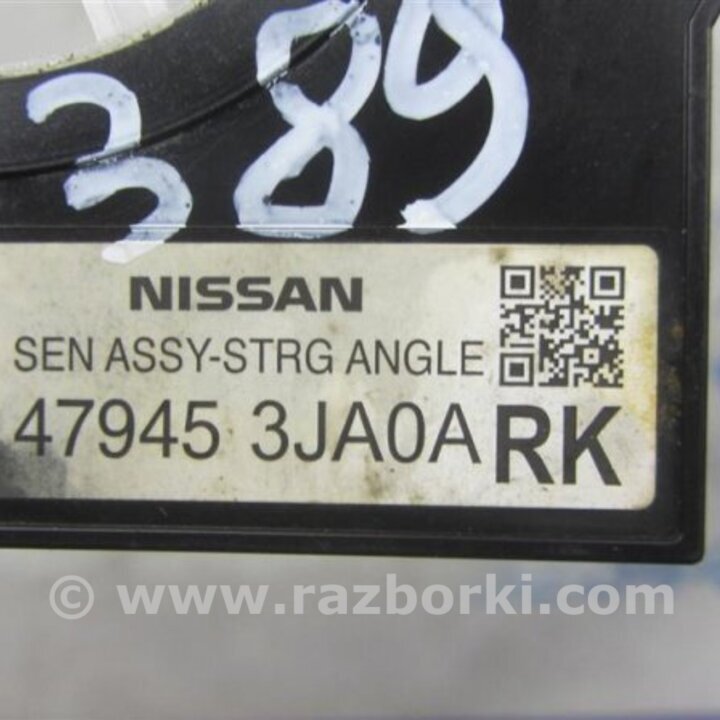 389
NISSAN
SEN ASSY-STRG ANGLE
47945 3JA0A RK
© www.razborki.com